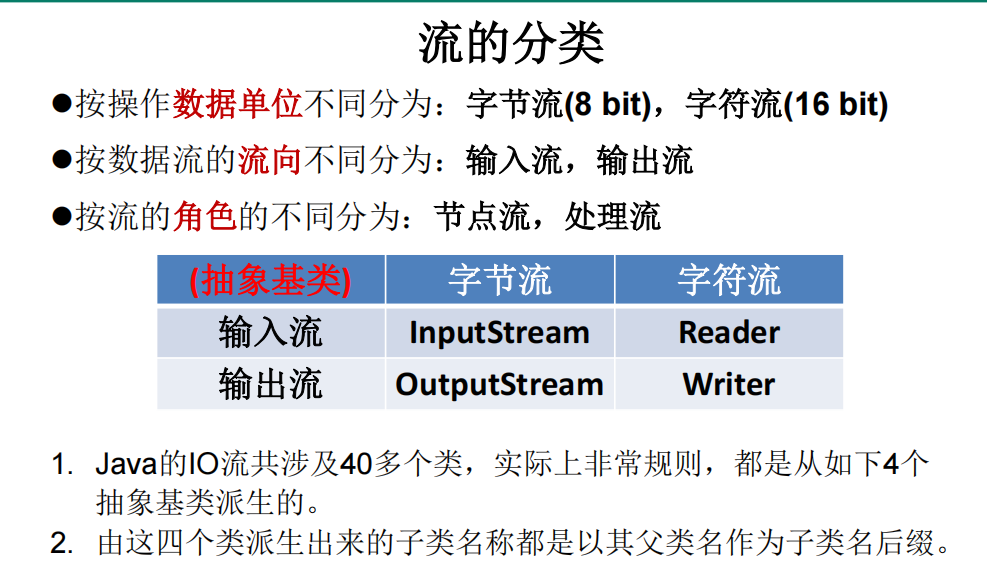 流的分类
●按操作数据单位不同分为：字节流(8 bit)，字符流(16 bit)
●按数据流的流向不同分为：输入流，输出流
●按流的角色的不同分为：节点流，处理流
(抽象基类) 字节流 字符流
输入流 InputStream Reader
输出流 OutputStream Writer
1. Java的IO流共涉及40多个类，实际上非常规则，都是从如下4个
抽象基类派生的。
2. 由这四个类派生出来的子类名称都是以其父类名作为子类名后缀。